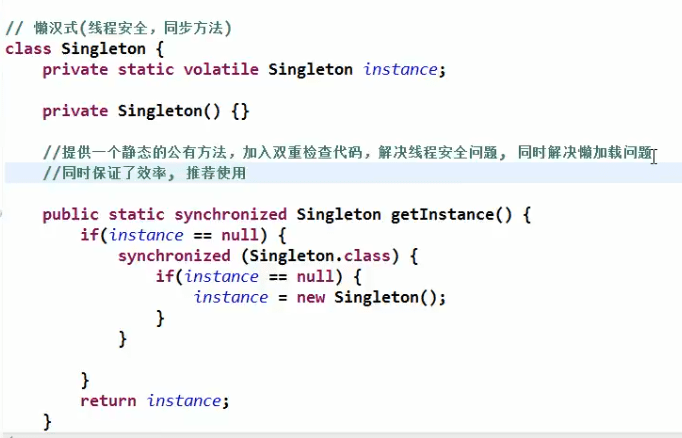 // 懒汉式(线程安全，同步方法)
class Singleton {
    private static volatile Singleton instance;

    private Singleton() {}

    //提供一个静态的公有方法，加入双重检查代码，解决线程安全问题, 同时解决懒加载问题
    //同时保证了效率, 推荐使用

    public static synchronized Singleton getInstance() {
        if(instance == null) {
            synchronized (Singleton.class) {
                if(instance == null) {
                    instance = new Singleton();
                }
            }

        }
        return instance;
    }